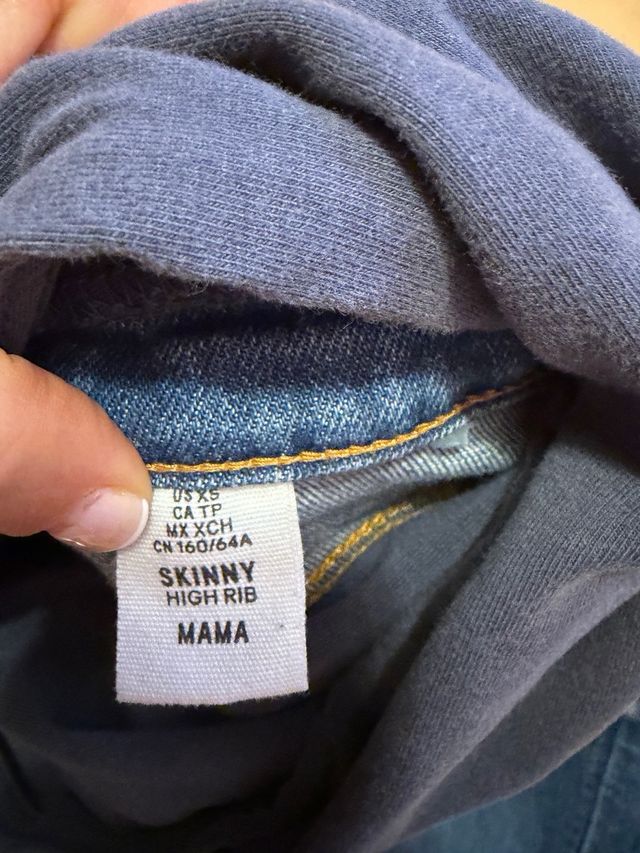 US XS
CA TP
MX XCH
CN 160/64A
SKINNY
HIGH RIB
MAMA